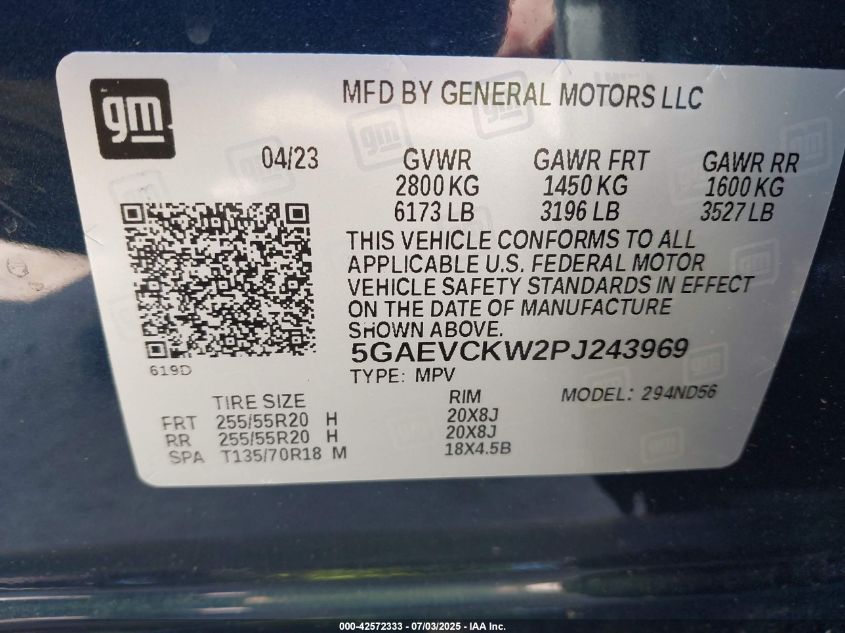 gm
MFD BY GENERAL MOTORS LLC
04/23
GVWR GAWR FRT GAWR RR
2800 KG 1450 KG 1600 KG
6173 LB 3196 LB 3527 LB
THIS VEHICLE CONFORMS TO ALL
APPLICABLE U.S. FEDERAL MOTOR
VEHICLE SAFETY STANDARDS IN EFFECT
ON THE DATE OF MANUFACTURE
SHOWN ABOVE.
619D
5GAEVCKW2PJ243969
TYPE: MPV
MODEL: 294ND56
TIRE SIZE RIM
FRT 255/55R20 H 20X8J
RR 255/55R20 H 20X8J
SPA T135/70R18 M 18X4.5B
000-42572333 - 07/03/2025 - IAA Inc.